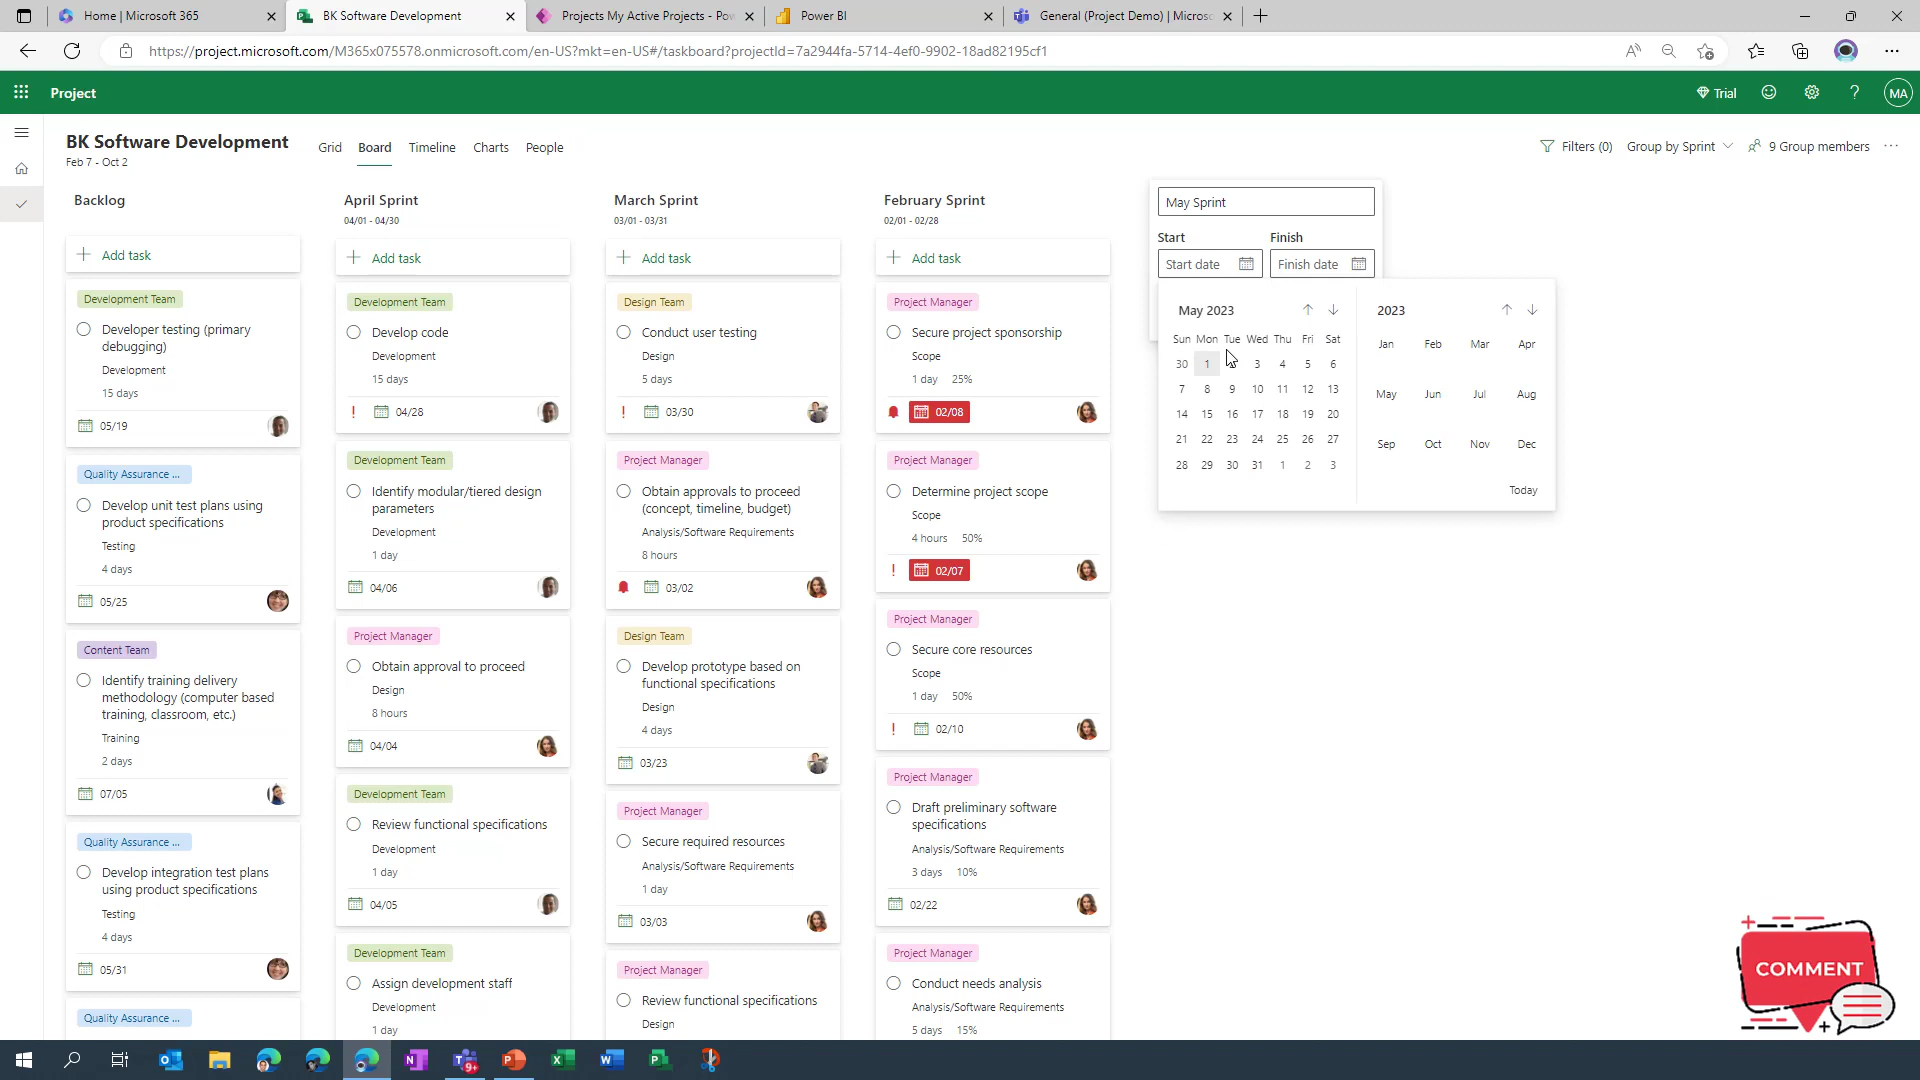 Home | Microsoft 365
BK Software Development
Projects My Active Projects - Pow
Power BI
General (Project Demo) | Microso
https://project.microsoft.com/M365x075578.onmicrosoft.com/en-US?mkt=en-US#/taskboard?projectId=7a2944fa-5714-4ef0-9902-18ad82195cf1
Project
Trial
MA
BK Software Development
Feb 7 - Oct 2
Grid
Board
Timeline
Charts
People
Filters (0)
Group by Sprint
9 Group members
Backlog
Add task
Development Team
Developer testing (primary
debugging)
Development
15 days
05/19
Quality Assurance ...
Develop unit test plans using
product specifications
Testing
4 days
05/25
Content Team
Identify training delivery
methodology (computer based
training, classroom, etc.)
Training
2 days
07/05
Quality Assurance ...
Develop integration test plans
using product specifications
Testing
4 days
05/31
Quality Assurance ...
April Sprint
04/01 - 04/30
Add task
Development Team
Develop code
Development
15 days
04/28
Development Team
Identify modular/tiered design
parameters
Development
1 day
04/06
Project Manager
Obtain approval to proceed
Design
8 hours
04/04
Development Team
Review functional specifications
Development
1 day
04/05
Development Team
Assign development staff
Development
1 day
March Sprint
03/01 - 03/31
Add task
Design Team
Conduct user testing
Design
5 days
03/30
Project Manager
Obtain approvals to proceed
(concept, timeline, budget)
Analysis/Software Requirements
8 hours
03/02
Design Team
Develop prototype based on
functional specifications
Design
4 days
03/23
Project Manager
Secure required resources
Analysis/Software Requirements
1 day
03/03
Project Manager
Review functional specifications
Design
February Sprint
02/01 - 02/28
Add task
Project Manager
Secure project sponsorship
Scope
1 day 25%
02/08
Project Manager
Determine project scope
Scope
4 hours 50%
02/07
Project Manager
Secure core resources
Scope
1 day 50%
02/10
Project Manager
Draft preliminary software
specifications
Analysis/Software Requirements
3 days 10%
02/22
Project Manager
Conduct needs analysis
Analysis/Software Requirements
5 days 15%
May Sprint
Start Finish
Start date Finish date
May 2023
Sun Mon Tue Wed Thu Fri Sat
30 1 3 4 5 6
7 8 9 10 11 12 13
14 15 16 17 18 19 20
21 22 23 24 25 26 27
28 29 30 31 1 2 3
2023
Jan Feb Mar Apr
May Jun Jul Aug
Sep Oct Nov Dec
Today
COMMENT
9+